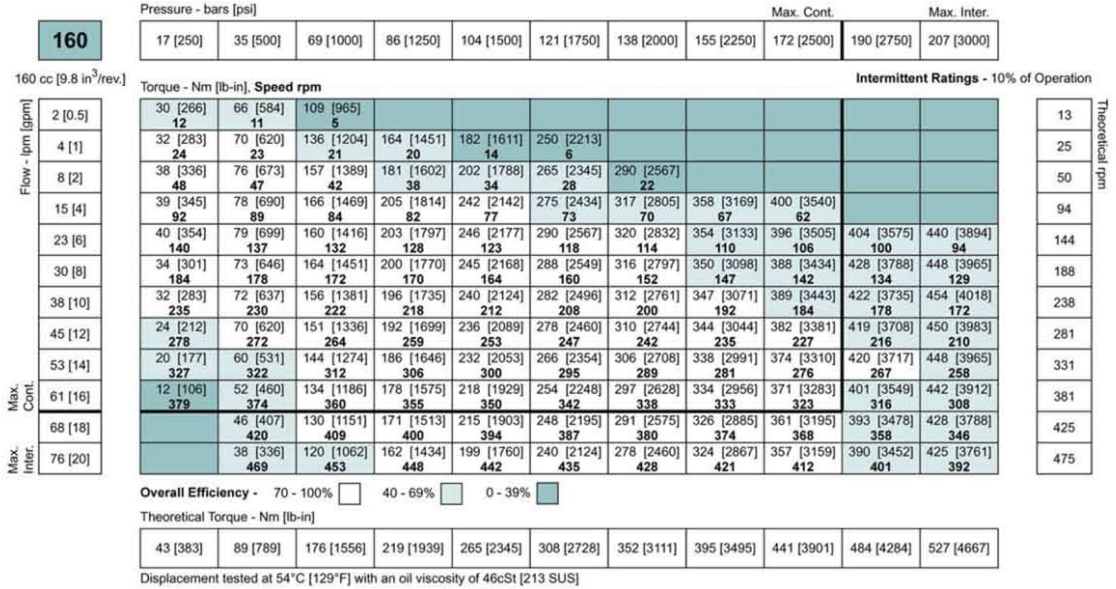 Pressure - bars [psi] Max. Cont. Max. Inter.
160 17 [250] 35 [500] 69 [1000] 86 [1250] 104 [1500] 121 [1750] 138 [2000] 155 [2250] 172 [2500] 190 [2750] 207 [3000]
160 cc [9.8 in³/rev.] Torque - Nm [lb-in], Speed rpm Intermittent Ratings - 10% of Operation
Flow - lpm [gpm]
Theoretical rpm
2 [0.5] 30 [266] 66 [584] 109 [965] 13
12 11 5
4 [1] 32 [283] 70 [620] 136 [1204] 164 [1451] 182 [1611] 250 [2213] 25
24 23 21 20 14 6
8 [2] 38 [336] 76 [673] 157 [1389] 181 [1602] 202 [1788] 265 [2345] 290 [2567] 50
48 47 42 38 34 28 22
15 [4] 39 [345] 78 [690] 166 [1469] 205 [1814] 242 [2142] 275 [2434] 317 [2805] 358 [3169] 400 [3540] 94
92 89 84 82 77 73 70 67 62
23 [6] 40 [354] 79 [699] 160 [1416] 203 [1797] 246 [2177] 290 [2567] 320 [2832] 354 [3133] 396 [3505] 404 [3575] 440 [3894] 144
140 137 132 128 123 118 114 110 106 100 94
30 [8] 34 [301] 73 [646] 164 [1451] 200 [1770] 245 [2168] 288 [2549] 316 [2797] 350 [3098] 388 [3434] 428 [3788] 448 [3965] 188
184 178 172 170 164 160 152 147 142 134 129
38 [10] 32 [283] 72 [637] 156 [1381] 196 [1735] 240 [2124] 282 [2496] 312 [2761] 347 [3071] 389 [3443] 422 [3735] 454 [4018] 238
235 230 222 218 212 208 200 192 184 178 172
45 [12] 24 [212] 70 [620] 151 [1336] 192 [1699] 236 [2089] 278 [2460] 310 [2744] 344 [3044] 382 [3381] 419 [3708] 450 [3983] 281
278 272 264 259 253 247 242 235 227 216 210
53 [14] 20 [177] 60 [531] 144 [1274] 186 [1646] 232 [2053] 266 [2354] 306 [2708] 338 [2991] 374 [3310] 420 [3717] 448 [3965] 331
327 322 312 306 300 295 289 281 276 267 258
Max. Cont.
61 [16] 12 [106] 52 [460] 134 [1186] 178 [1575] 218 [1929] 254 [2248] 297 [2628] 334 [2956] 371 [3283] 401 [3549] 442 [3912] 381
379 374 360 355 350 342 338 333 323 316 308
68 [18] 46 [407] 130 [1151] 171 [1513] 215 [1903] 248 [2195] 291 [2575] 326 [2885] 361 [3195] 393 [3478] 428 [3788] 425
420 409 400 394 387 380 374 368 358 346
Max. Inter.
76 [20] 38 [336] 120 [1062] 162 [1434] 199 [1760] 240 [2124] 278 [2460] 324 [2867] 357 [3159] 390 [3452] 425 [3761] 475
469 453 448 442 435 428 421 412 401 392
Overall Efficiency - 70 - 100% 40 - 69% 0 - 39%
Theoretical Torque - Nm [lb-in]
43 [383] 89 [789] 176 [1556] 219 [1939] 265 [2345] 308 [2728] 352 [3111] 395 [3495] 441 [3901] 484 [4284] 527 [4667]
Displacement tested at 54°C [129°F] with an oil viscosity of 46cSt [213 SUS]